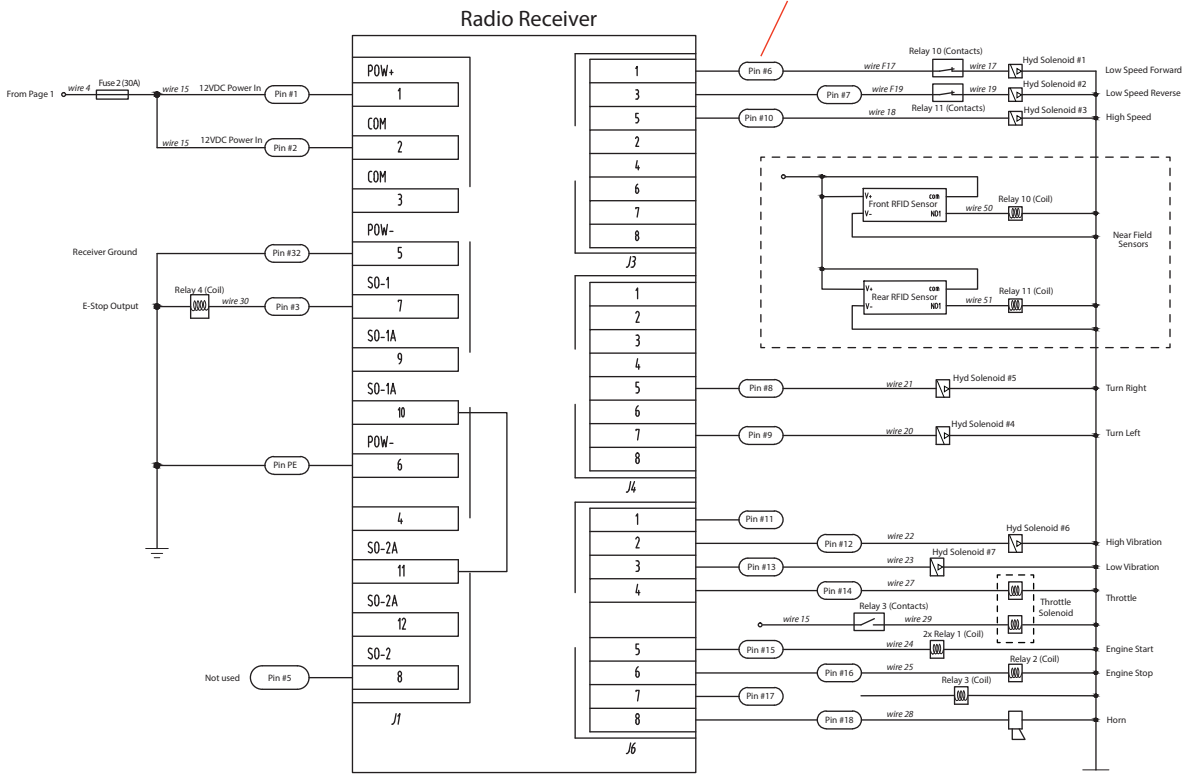 Radio Receiver
From Page 1
wire 4
Fuse 2 (30A)
wire 15
12VDC Power In
Pin #1
wire 15
12VDC Power In
Pin #2
Receiver Ground
Pin #32
E-Stop Output
Relay 4 (Coil)
wire 30
Pin #3
Pin PE
Not used
Pin #5
POW+
1
COM
2
COM
3
POW-
5
SO-1
7
SO-1A
9
SO-1A
10
POW-
6
4
SO-2A
11
SO-2A
12
SO-2
8
J1
1
3
5
2
4
6
7
8
J3
1
2
3
4
5
6
7
8
J4
1
2
3
4
5
6
7
8
J6
Pin #6
wire F17
Relay 10 (Contacts)
wire 17
Hyd Solenoid #1
Low Speed Forward
Pin #7
wire F19
Relay 11 (Contacts)
wire 19
Hyd Solenoid #2
Low Speed Reverse
Pin #10
wire 18
Hyd Solenoid #3
High Speed
V+
com
Front RFID Sensor
V-
NO1
wire 50
Relay 10 (Coil)
Near Field
Sensors
V+
com
Rear RFID Sensor
V-
NO1
wire 51
Relay 11 (Coil)
Pin #8
wire 21
Hyd Solenoid #5
Turn Right
Pin #9
wire 20
Hyd Solenoid #4
Turn Left
Pin #11
Pin #12
wire 22
Hyd Solenoid #6
High Vibration
Pin #13
wire 23
Hyd Solenoid #7
Low Vibration
Pin #14
wire 27
Throttle
Throttle
Solenoid
wire 15
Relay 3 (Contacts)
wire 29
Pin #15
wire 24
2x Relay 1 (Coil)
Engine Start
Pin #16
wire 25
Relay 2 (Coil)
Engine Stop
Pin #17
Relay 3 (Coil)
Pin #18
wire 28
Horn